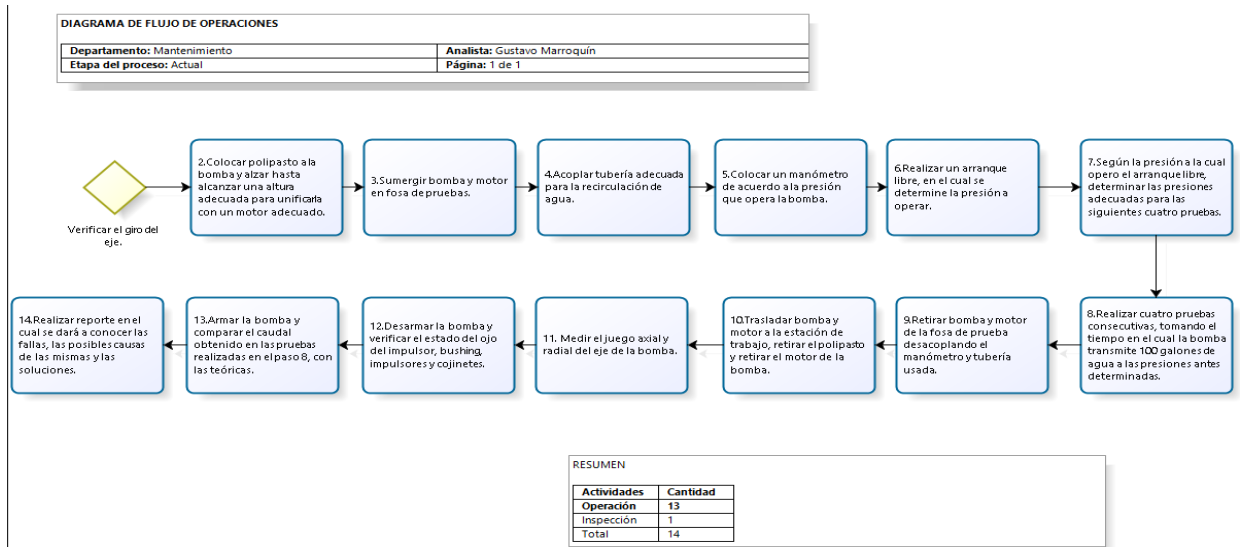 DIAGRAMA DE FLUJO DE OPERACIONES
Departamento: Mantenimiento
Analista: Gustavo Marroquín
Etapa del proceso: Actual
Página: 1 de 1
Verificar el giro del
eje.
2.Colocar polipasto a la
bomba y alzar hasta
alcanzar una altura
adecuada para unificarla
con un motor adecuado.
3.Sumergir bomba y motor
en fosa de pruebas.
4.Acoplar tubería adecuada
para la recirculación de
agua.
5.Colocar un manómetro
de acuerdo a la presión
que opera la bomba.
6.Realizar un arranque
libre, en el cual se
determine la presión a
operar.
7.Según la presión a la cual
opero el arranque libre,
determinar las presiones
adecuadas para las
siguientes cuatro pruebas.
8.Realizar cuatro pruebas
consecutivas, tomando el
tiempo en el cual la bomba
transmite 100 galones de
agua a las presiones antes
determinadas.
9.Retirar bomba y motor
de la fosa de prueba
desacoplando el
manómetro y tubería
usada.
10.Trasladar bomba y
motor a la estación de
trabajo, retirar el polipasto
y retirar el motor de la
bomba.
11. Medir el juego axial y
radial del eje de la bomba.
12.Desarmar la bomba y
verificar el estado del ojo
del impulsor, bushing,
impulsores y cojinetes.
13.Armar la bomba y
comparar el caudal
obtenido en las pruebas
realizadas en el paso 8, con
las teóricas.
14.Realizar reporte en el
cual se dará a conocer las
fallas, las posibles causas
de las mismas y las
soluciones.
RESUMEN
Actividades Cantidad
Operación 13
Inspección 1
Total 14